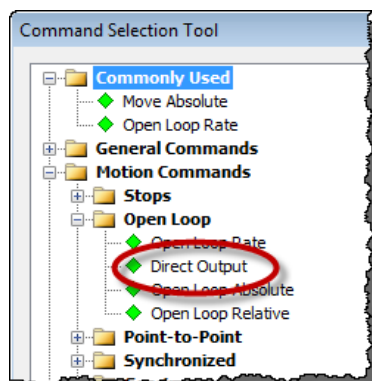 Command Selection Tool
Commonly Used
Move Absolute
Open Loop Rate
General Commands
Motion Commands
Stops
Open Loop
Open Loop Rate
Direct Output
Open Loop Absolute
Open Loop Relative
Point-to-Point
Synchronized